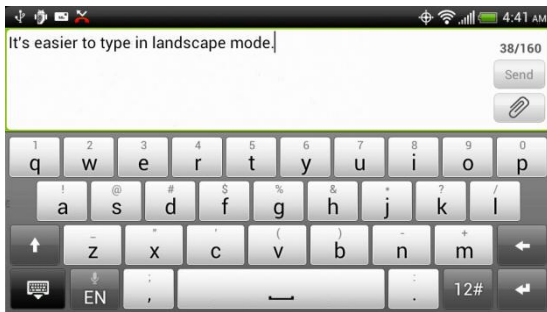 4:41 AM
It's easier to type in landscape mode.
38/160
Send
1 2 3 4 5 6 7 8 9 0
q w e r t y u i o p
! @ # $ % & * ? /
a s d f g h j k l
_ " ' ( ) - +
z x c v b n m
; :
EN , . 12#